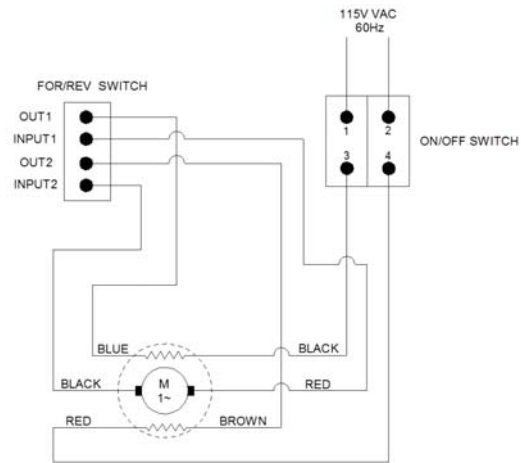 115V VAC
60Hz
FOR/REV SWITCH
OUT1
INPUT1
OUT2
INPUT2
1 2
3 4
ON/OFF SWITCH
BLUE BLACK
BLACK M RED
1~
RED BROWN